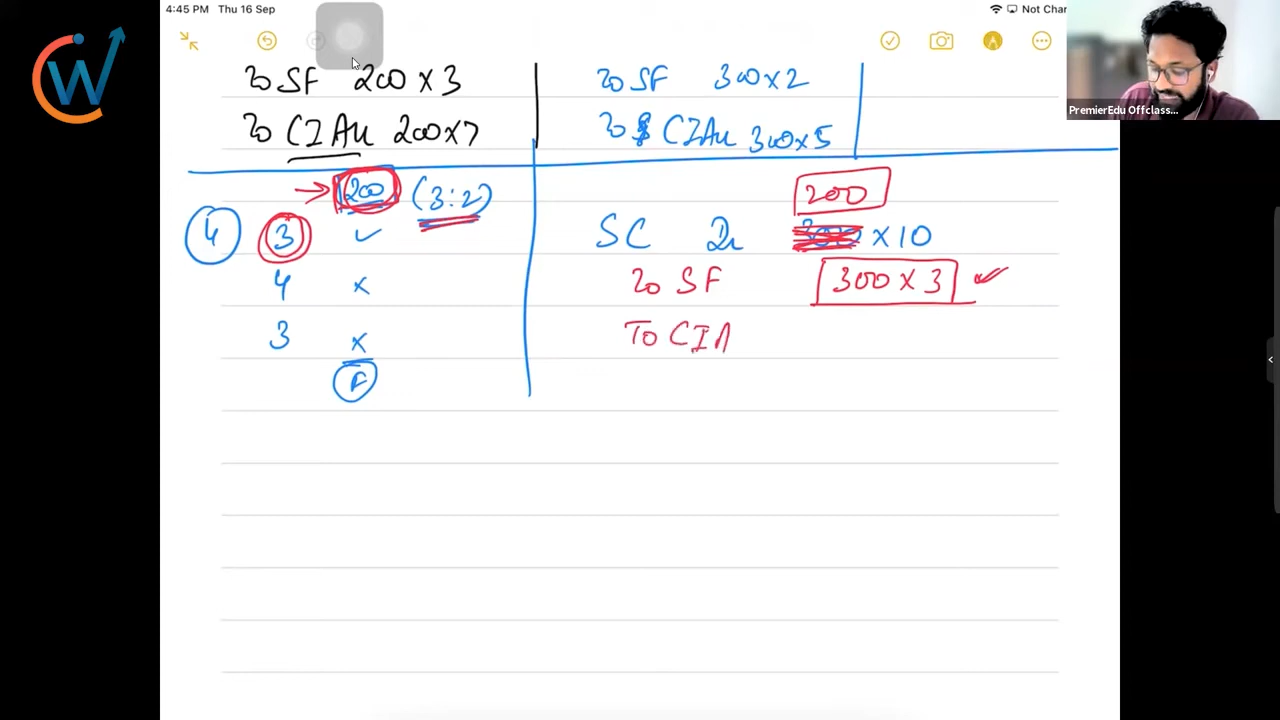 4:45 PM Thu 16 Sep
Not Char
PremierEdu Offclass...
To SF 200 x 3
To CIAu 200 x 7
To SF 300 x 2
To CIAu 300 x 5
→ 200 (3:2)
4 3 ✓
4 x
3 x
F
200
SC Dr x 10
To SF 300 x 3 ✓
To CIA